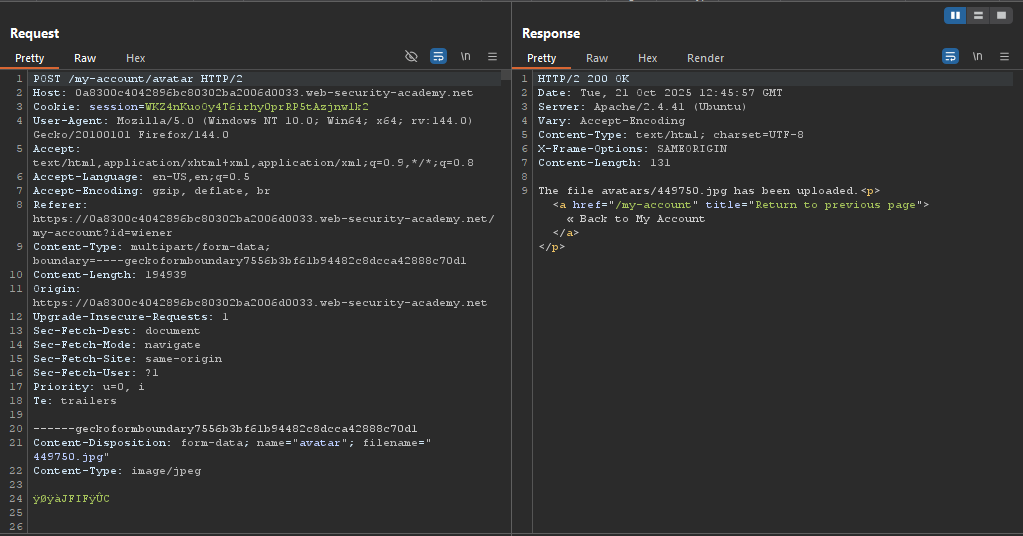 Request
Pretty Raw Hex \n
1 POST /my-account/avatar HTTP/2
2 Host: 0a8300c4042896bc80302ba2006d0033.web-security-academy.net
3 Cookie: session=WKZ4nKuo0y4T6irhyOprRP5tAzjnwlk2
4 User-Agent: Mozilla/5.0 (Windows NT 10.0; Win64; x64; rv:144.0)
Gecko/20100101 Firefox/144.0
5 Accept:
text/html,application/xhtml+xml,application/xml;q=0.9,*/*;q=0.8
6 Accept-Language: en-US,en;q=0.5
7 Accept-Encoding: gzip, deflate, br
8 Referer:
https://0a8300c4042896bc80302ba2006d0033.web-security-academy.net/
my-account?id=wiener
9 Content-Type: multipart/form-data;
boundary=----geckoformboundary7556b3bf61b94482c8dcca42888c70d1
10 Content-Length: 194939
11 Origin:
https://0a8300c4042896bc80302ba2006d0033.web-security-academy.net
12 Upgrade-Insecure-Requests: 1
13 Sec-Fetch-Dest: document
14 Sec-Fetch-Mode: navigate
15 Sec-Fetch-Site: same-origin
16 Sec-Fetch-User: ?1
17 Priority: u=0, i
18 Te: trailers
19
20 ------geckoformboundary7556b3bf61b94482c8dcca42888c70d1
21 Content-Disposition: form-data; name="avatar"; filename="
449750.jpg"
22 Content-Type: image/jpeg
23
24 ÿØÿàJFIFÿÛC
25
26
Response
Pretty Raw Hex Render \n
1 HTTP/2 200 OK
2 Date: Tue, 21 Oct 2025 12:45:57 GMT
3 Server: Apache/2.4.41 (Ubuntu)
4 Vary: Accept-Encoding
5 Content-Type: text/html; charset=UTF-8
6 X-Frame-Options: SAMEORIGIN
7 Content-Length: 131
8
9 The file avatars/449750.jpg has been uploaded.<p>
<a href="/my-account" title="Return to previous page">
« Back to My Account
</a>
</p>